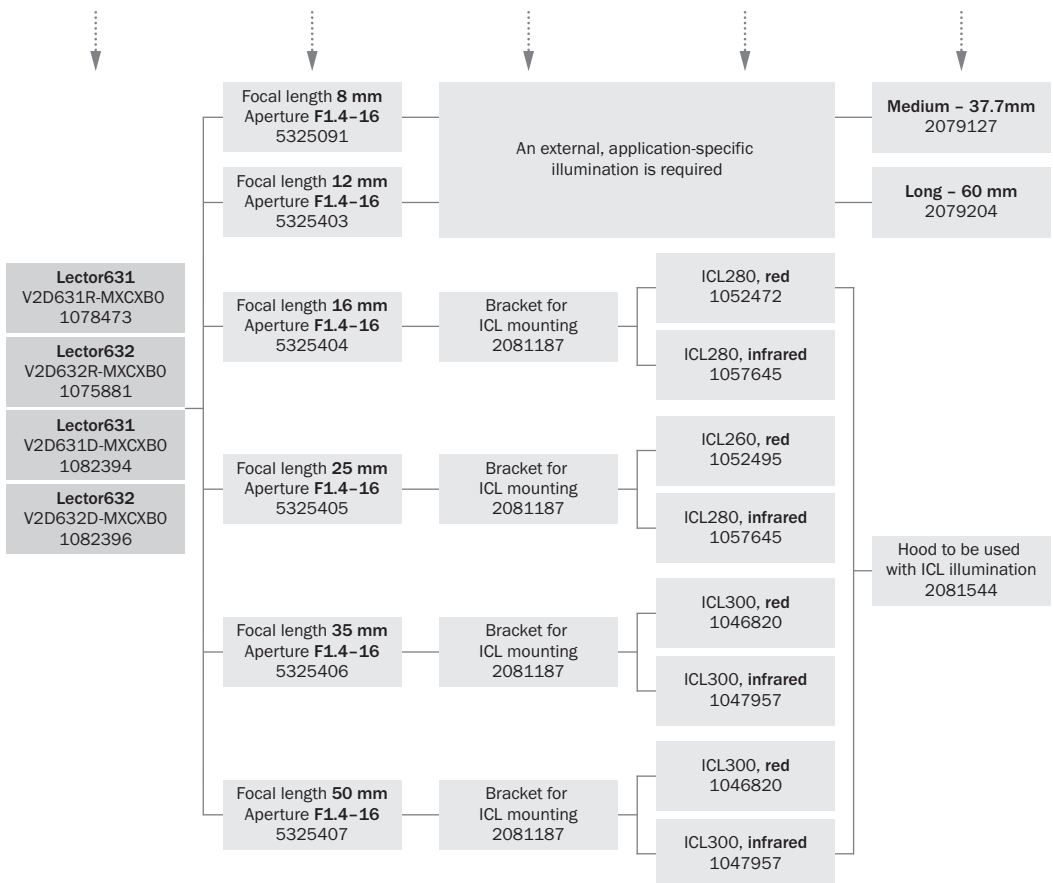 Focal length 8 mm
Aperture F1.4–16
5325091
An external, application-specific
illumination is required
Medium – 37.7mm
2079127
Focal length 12 mm
Aperture F1.4–16
5325403
Long – 60 mm
2079204
Lector631
V2D631R-MXCXB0
1078473
Lector632
V2D632R-MXCXB0
1075881
Lector631
V2D631D-MXCXB0
1082394
Lector632
V2D632D-MXCXB0
1082396
Focal length 16 mm
Aperture F1.4–16
5325404
Bracket for
ICL mounting
2081187
ICL280, red
1052472
ICL280, infrared
1057645
Focal length 25 mm
Aperture F1.4–16
5325405
Bracket for
ICL mounting
2081187
ICL260, red
1052495
ICL280, infrared
1057645
Focal length 35 mm
Aperture F1.4–16
5325406
Bracket for
ICL mounting
2081187
ICL300, red
1046820
ICL300, infrared
1047957
Focal length 50 mm
Aperture F1.4–16
5325407
Bracket for
ICL mounting
2081187
ICL300, red
1046820
ICL300, infrared
1047957
Hood to be used
with ICL illumination
2081544